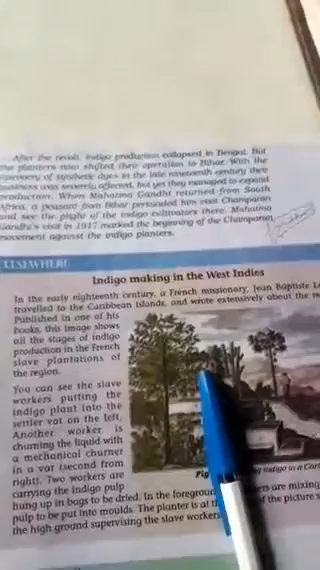 After the revolt, indigo production collapsed in Bengal. But
the planters now shifted their operation to Bihar. With the
discovery of synthetic dyes in the late nineteenth century their
business was severely affected, but yet they managed to expand
production. When Mahatma Gandhi returned from South
Africa, a peasant from Bihar persuaded him visit Champaran
and see the plight of the indigo cultivators there. Mahatma
Gandhi's visit in 1917 marked the beginning of the Champaran
movement against the indigo planters.
ELSEWHERE
Indigo making in the West Indies
In the early eighteenth century, a French missionary, Jean Baptiste
travelled to the Caribbean islands, and wrote extensively about the
Published in one of his
books, this image shows
all the stages of indigo
production in the French
slave plantations of
the region.
You can see the slave
workers putting the
indigo plant into the
settler vat on the left.
Another worker is
churning the liquid with
a mechanical churner
in a vat (second from
right). Two workers are
carrying the indigo pulp
indigo in a
hung up in bags to be dried. In the are mixing
pulp to be put into moulds. The planter is at of the picture
the high ground supervising the slave workers